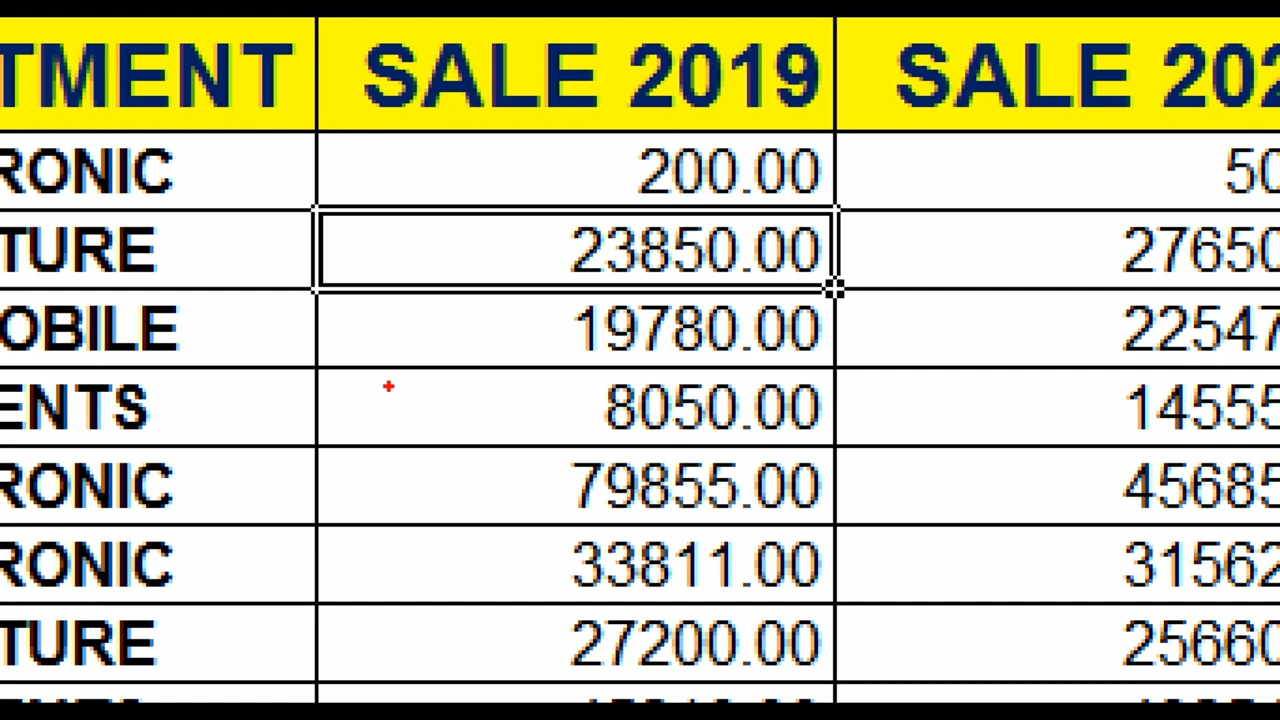 TMENT SALE 2019 SALE 202
RONIC 200.00 50
TURE 23850.00 27650
OBILE 19780.00 22547
ENTS 8050.00 14555
RONIC 79855.00 45685
RONIC 33811.00 31562
TURE 27200.00 25660